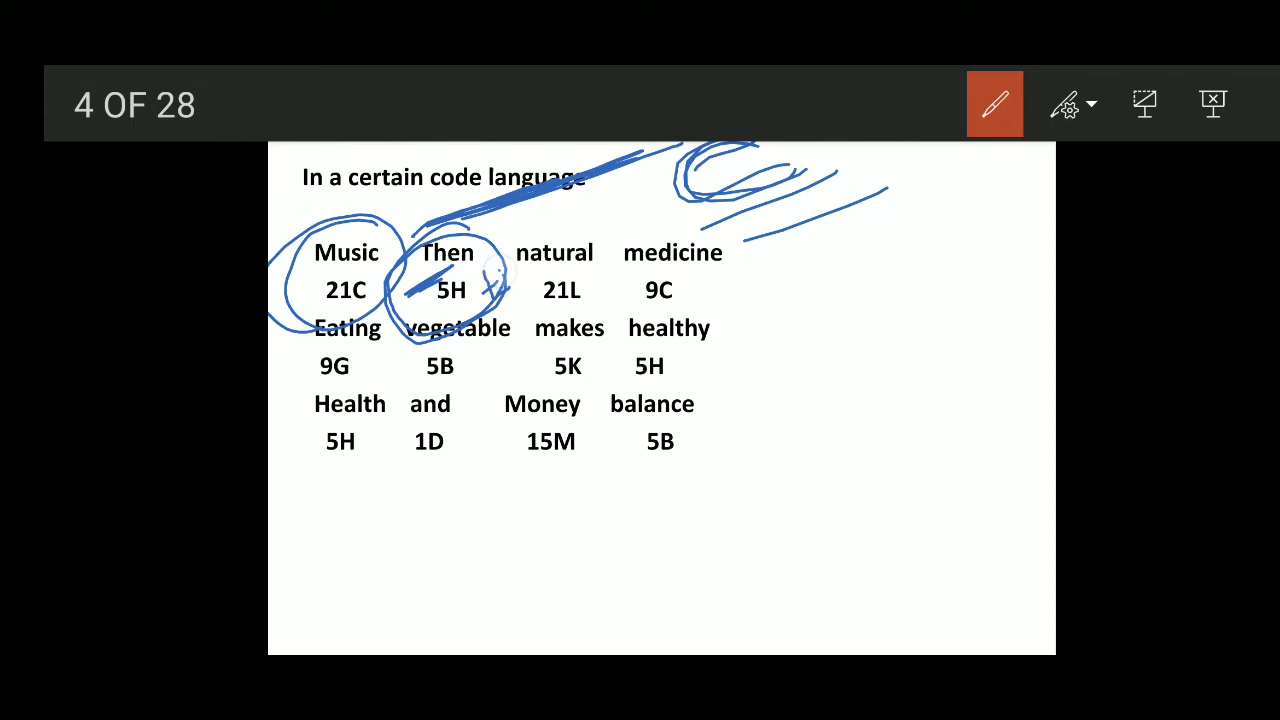 4 OF 28
In a certain code language
Music Then natural medicine
21C 5H 21L 9C
Eating vegetable makes healthy
9G 5B 5K 5H
Health and Money balance
5H 1D 15M 5B